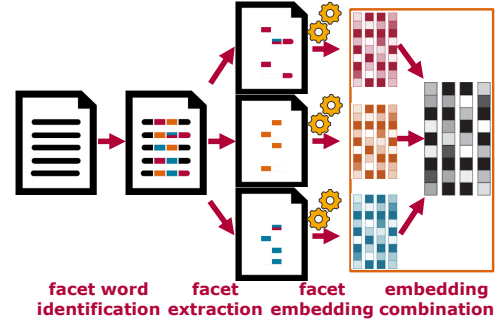 facet word facet facet embedding
identification extraction embedding combination